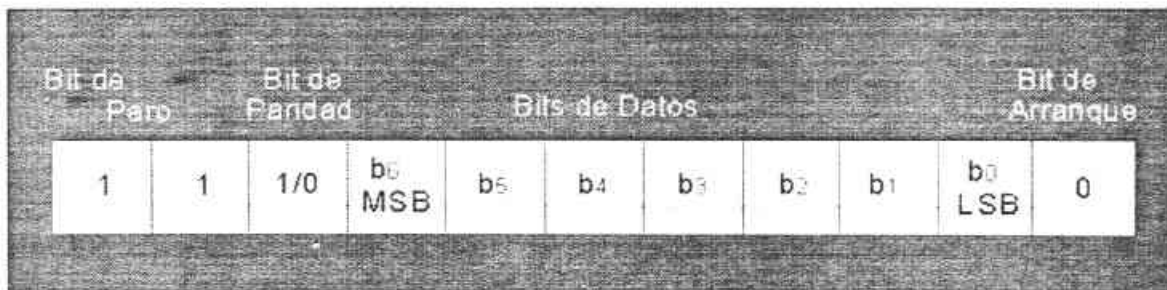 Bit de Paro
Bit de Paridad
Bits de Datos
Bit de Arranque
1 1 1/0 b6 MSB b5 b4 b3 b2 b1 b0 LSB 0